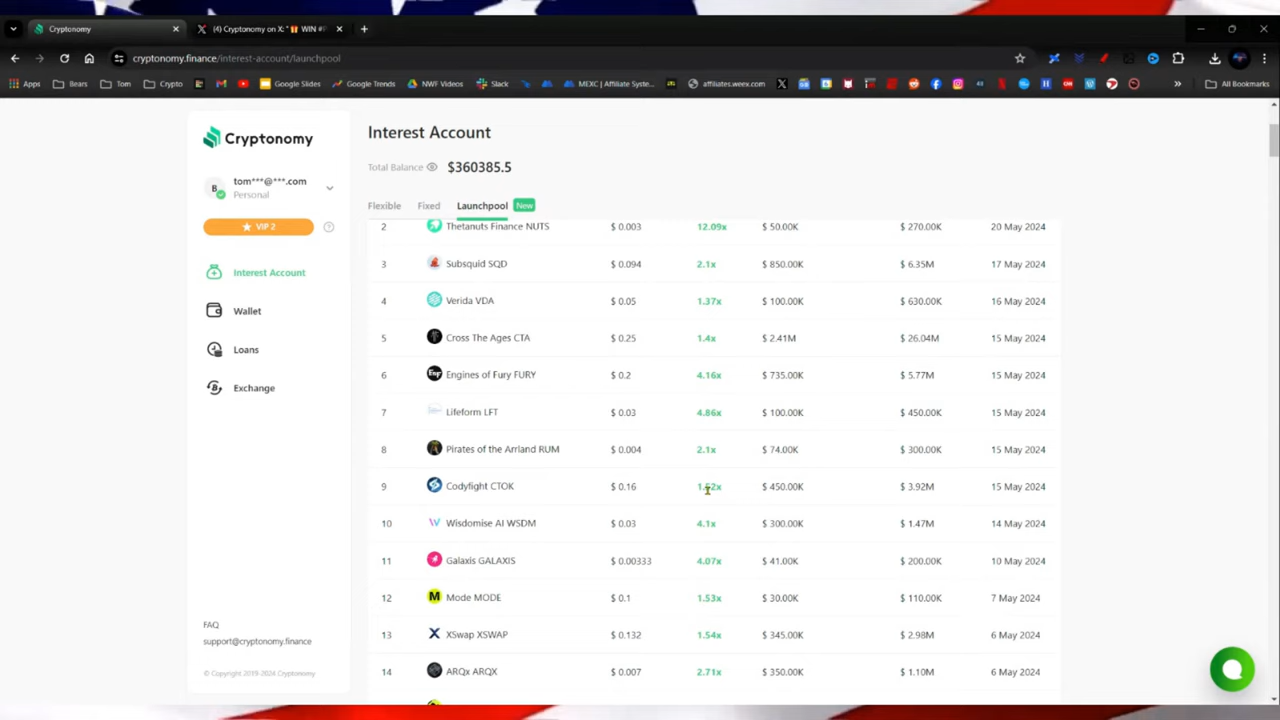 Cryptonomy
(4) Cryptonomy on X: "🎁 WIN #F
cryptonomy.finance/interest-account/launchpool
Apps
Bears
Tom
Crypto
Google Slides
Google Trends
NWF Videos
Slack
MEXC | Affiliate Syste...
affiliates.weex.com
»
All Bookmarks
Cryptonomy
B
tom***@***.com
Personal
★ VIP 2
?
Interest Account
Wallet
Loans
Exchange
FAQ
support@cryptonomy.finance
© Copyright 2019-2024 Cryptonomy
Interest Account
Total Balance $360385.5
Flexible Fixed Launchpool New
2 Thetanuts Finance NUTS $ 0.003 12.09x $ 50.00K $ 270.00K 20 May 2024
3 Subsquid SQD $ 0.094 2.1x $ 850.00K $ 6.35M 17 May 2024
4 Verida VDA $ 0.05 1.37x $ 100.00K $ 630.00K 16 May 2024
5 Cross The Ages CTA $ 0.25 1.4x $ 2.41M $ 26.04M 15 May 2024
6 Engines of Fury FURY $ 0.2 4.16x $ 735.00K $ 5.77M 15 May 2024
7 Lifeform LFT $ 0.03 4.86x $ 100.00K $ 450.00K 15 May 2024
8 Pirates of the Arrland RUM $ 0.004 2.1x $ 74.00K $ 300.00K 15 May 2024
9 Codyfight CTOK $ 0.16 $ 450.00K $ 3.92M 15 May 2024
10 Wisdomise AI WSDM $ 0.03 4.1x $ 300.00K $ 1.47M 14 May 2024
11 Galaxis GALAXIS $ 0.00333 4.07x $ 41.00K $ 200.00K 10 May 2024
12 Mode MODE $ 0.1 1.53x $ 30.00K $ 110.00K 7 May 2024
13 XSwap XSWAP $ 0.132 1.54x $ 345.00K $ 2.98M 6 May 2024
14 ARQx ARQX $ 0.007 2.71x $ 350.00K $ 1.10M 6 May 2024